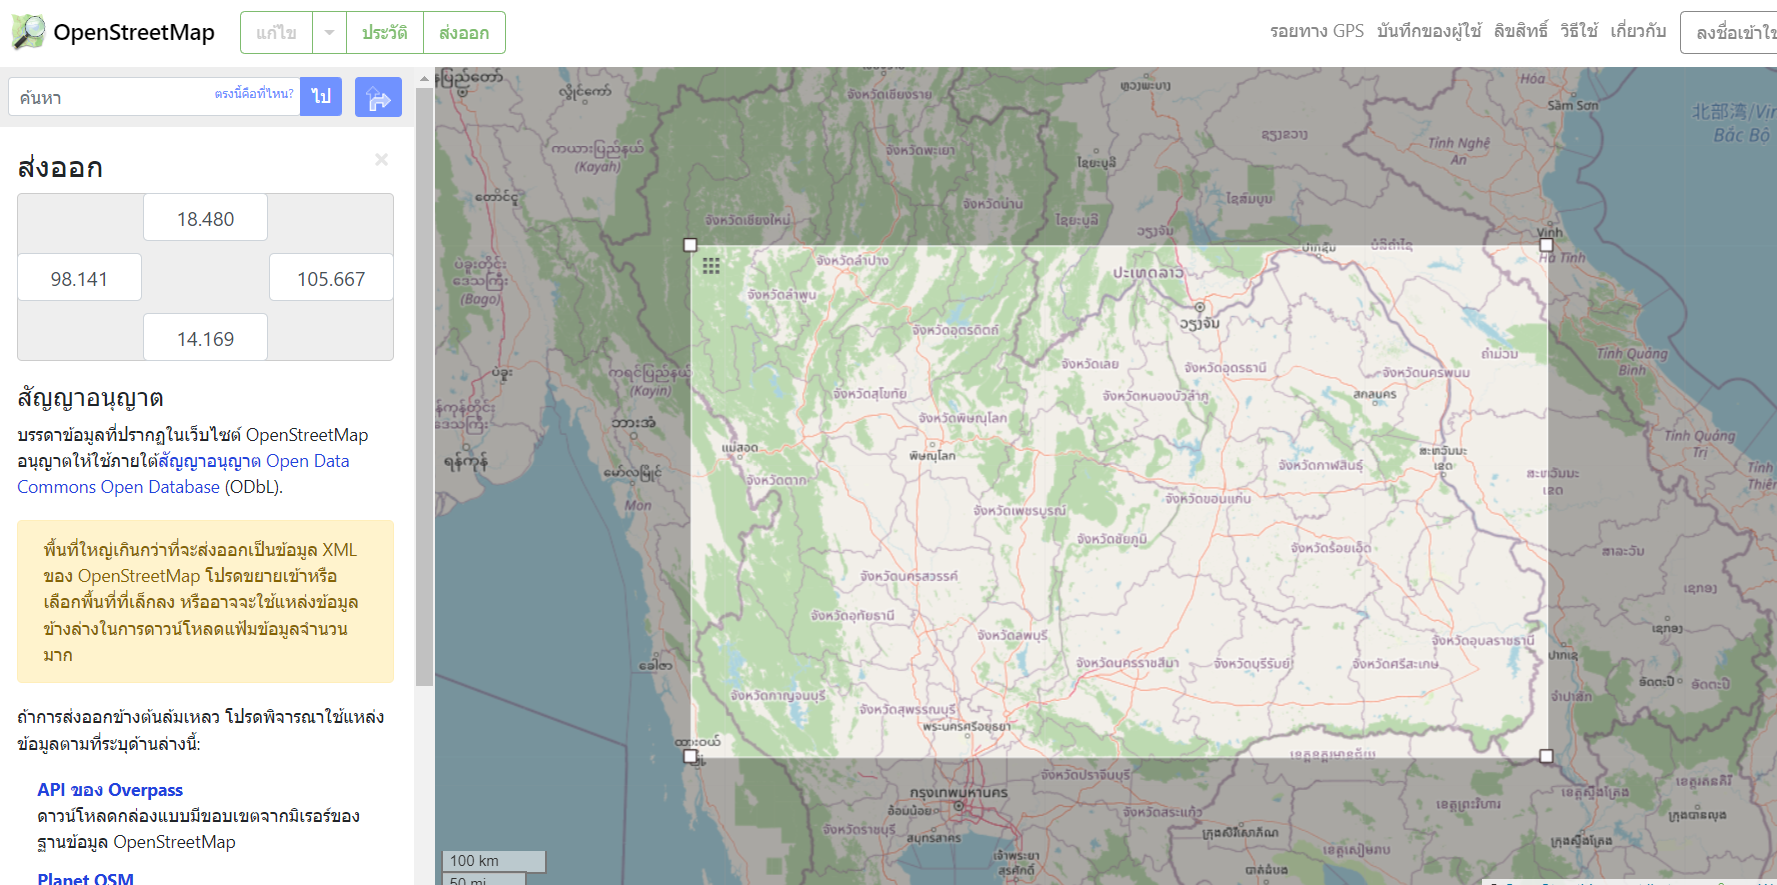 OpenStreetMap
แก้ไข
ประวัติ
ส่งออก
รอยทาง GPS
บันทึกของผู้ใช้
ลิขสิทธิ์
วิธีใช้
เกี่ยวกับ
ค้นหา
ตรงนี้คือที่ไหน?
ไป
ส่งออก
18.480
98.141
105.667
14.169
สัญญาอนุญาต
บรรดาข้อมูลที่ปรากฏในเว็บไซต์ OpenStreetMap
อนุญาตให้ใช้ภายใต้สัญญาอนุญาต Open Data
Commons Open Database (ODbL).
พื้นที่ใหญ่เกินกว่าที่จะส่งออกเป็นข้อมูล XML
ของ OpenStreetMap โปรดขยายเข้าหรือ
เลือกพื้นที่ที่เล็กลง หรืออาจจะใช้แหล่งข้อมูล
ข้างล่างในการดาวน์โหลดแฟ้มข้อมูลจำนวน
มาก
ถ้าการส่งออกข้างต้นล้มเหลว โปรดพิจารณาใช้แหล่ง
ข้อมูลตามที่ระบุด้านล่างนี้:
API ของ Overpass
ดาวน์โหลดกล่องแบบมีขอบเขตจากมิเรอร์ของ
ฐานข้อมูล OpenStreetMap
Planet OSM
จังหวัดเชียงราย
Sầm Sơn
北部湾/
Bắc Bộ
จังหวัดพะเยา
Tỉnh Nghệ
An
(Kayah)
จังหวัดน่าน
จังหวัดเชียงใหม่
Vinh
Hà Tĩnh
จังหวัดลำปาง
ປະເທດລາວ
(Bago)
จังหวัดลำพูน
ວຽງຈັນ
จังหวัดอุตรดิตถ์
Tỉnh Quảng
Bình
จังหวัดเลย
จังหวัดอุดรธานี
จังหวัดนครพนม
(Kayin)
จังหวัดสุโขทัย
จังหวัดหนองบัวลำภู
สกลนคร
จังหวัดพิษณุโลก
Tỉnh Quảng
Trị
แม่สอด
พิษณุโลก
จังหวัดกาฬสินธุ์
จังหวัดตาก
จังหวัดขอนแก่น
Mon
จังหวัดเพชรบูรณ์
จังหวัดชัยภูมิ
จังหวัดร้อยเอ็ด
จังหวัดนครสวรรค์
จังหวัดอุทัยธานี
จังหวัดลพบุรี
จังหวัดอุบลราชธานี
จังหวัดนครราชสีมา
จังหวัดบุรีรัมย์
จังหวัดศรีสะเกษ
จังหวัดกาญจนบุรี
จังหวัดสุพรรณบุรี
พระนครศรีอยุธยา
จังหวัดปราจีนบุรี
กรุงเทพมหานคร
อ้อมน้อย
จังหวัดสระแก้ว
จังหวัดราชบุรี
สมุทรสาคร
100 km
50 mi